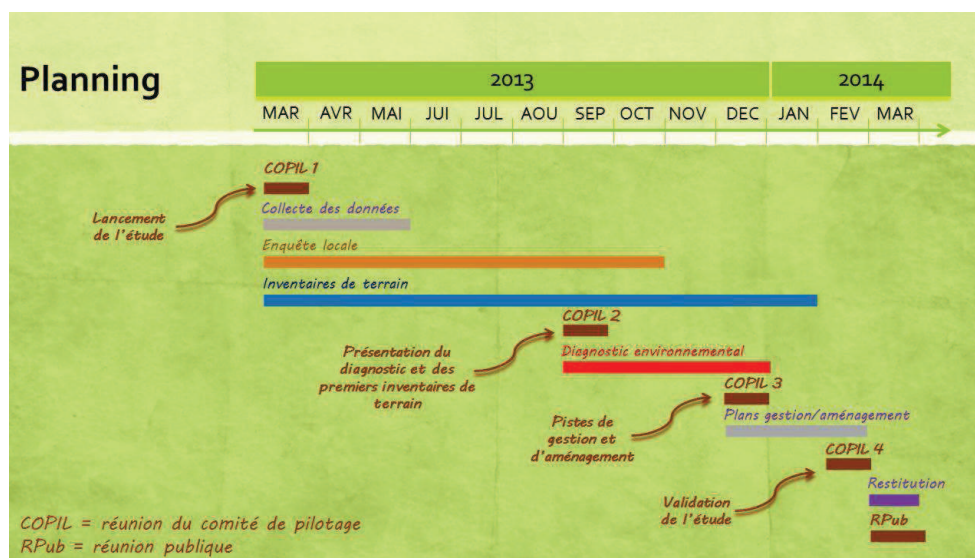 Planning
2013
2014
MAR AVR MAI JUI JUL AOU SEP OCT NOV DEC JAN FEV MAR
COPIL 1
Lancement
de l'étude
Collecte des données
Enquête locale
Inventaires de terrain
COPIL 2
Présentation du
diagnostic et des
premiers inventaires de
terrain
Diagnostic environnemental
COPIL 3
Pistes de
gestion et
d'aménagement
Plans gestion/aménagement
COPIL 4
Validation
de l'étude
Restitution
RPub
COPIL = réunion du comité de pilotage
RPub = réunion publique